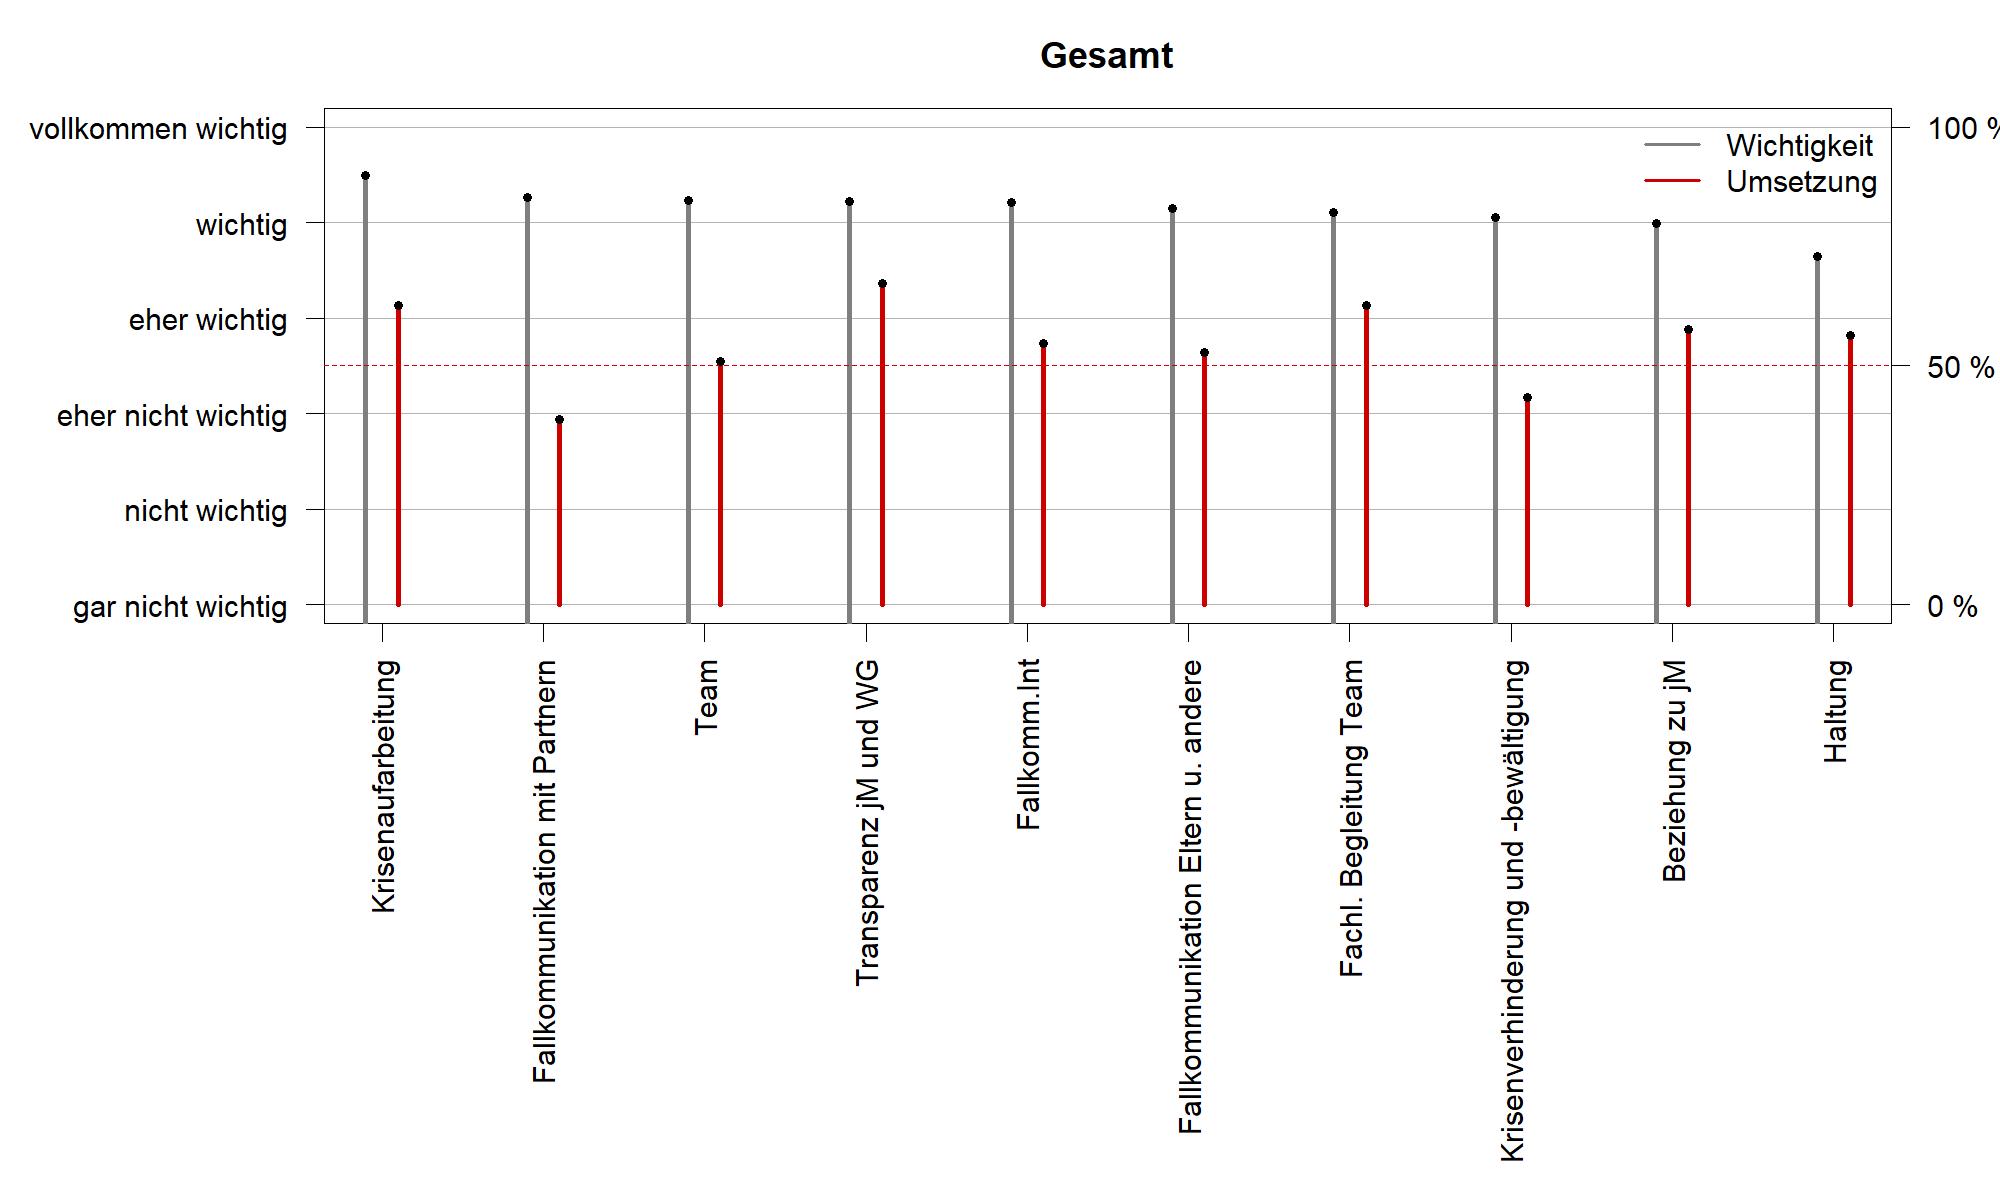 Gesamt
vollkommen wichtig
wichtig
eher wichtig
eher nicht wichtig
nicht wichtig
gar nicht wichtig
100 %
50 %
0 %
Wichtigkeit
Umsetzung
Krisenaufarbeitung
Fallkommunikation mit Partnern
Team
Transparenz jM und WG
Fallkomm.Int
Fallkommunikation Eltern u. andere
Fachl. Begleitung Team
Krisenverhinderung und -bewältigung
Beziehung zu jM
Haltung